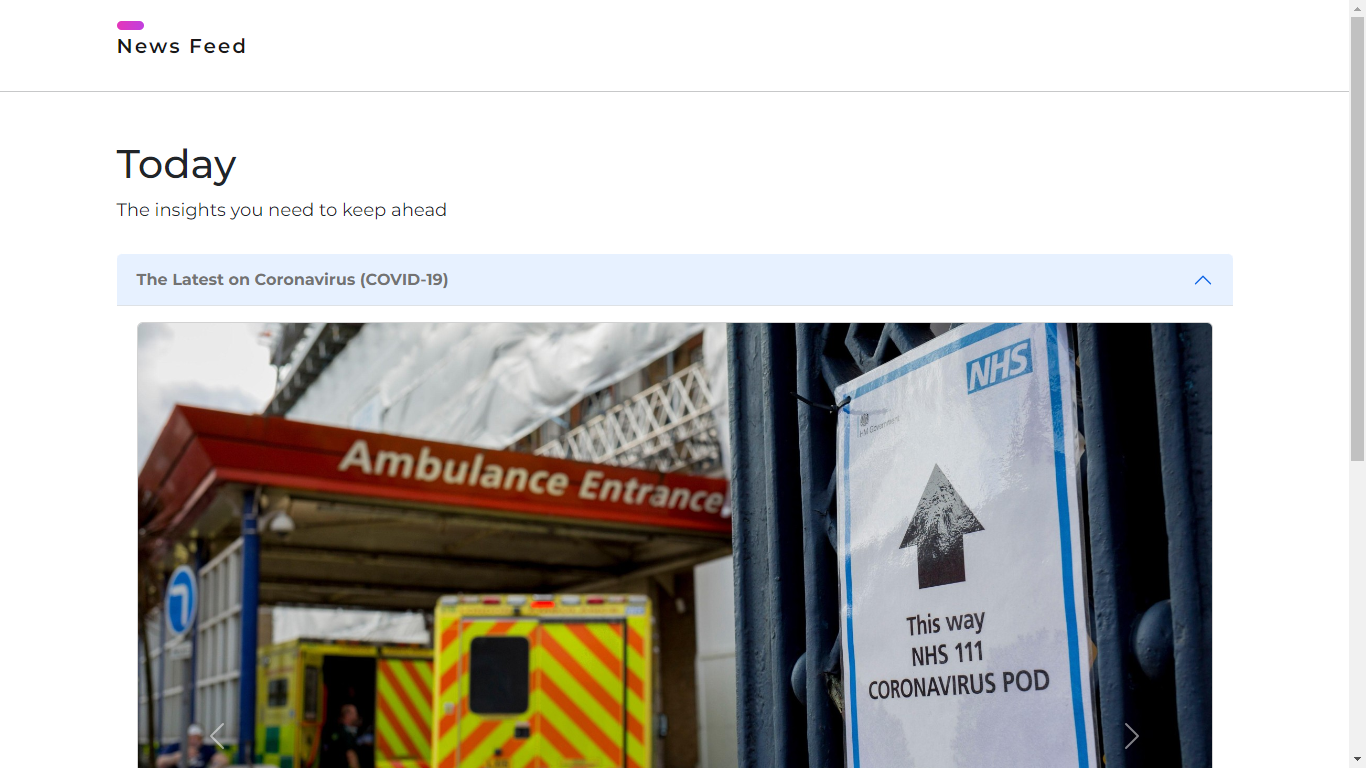 News Feed
Today
The insights you need to keep ahead
The Latest on Coronavirus (COVID-19)
Ambulance Entrance
NHS
HM Government
This way
NHS 111
CORONAVIRUS POD